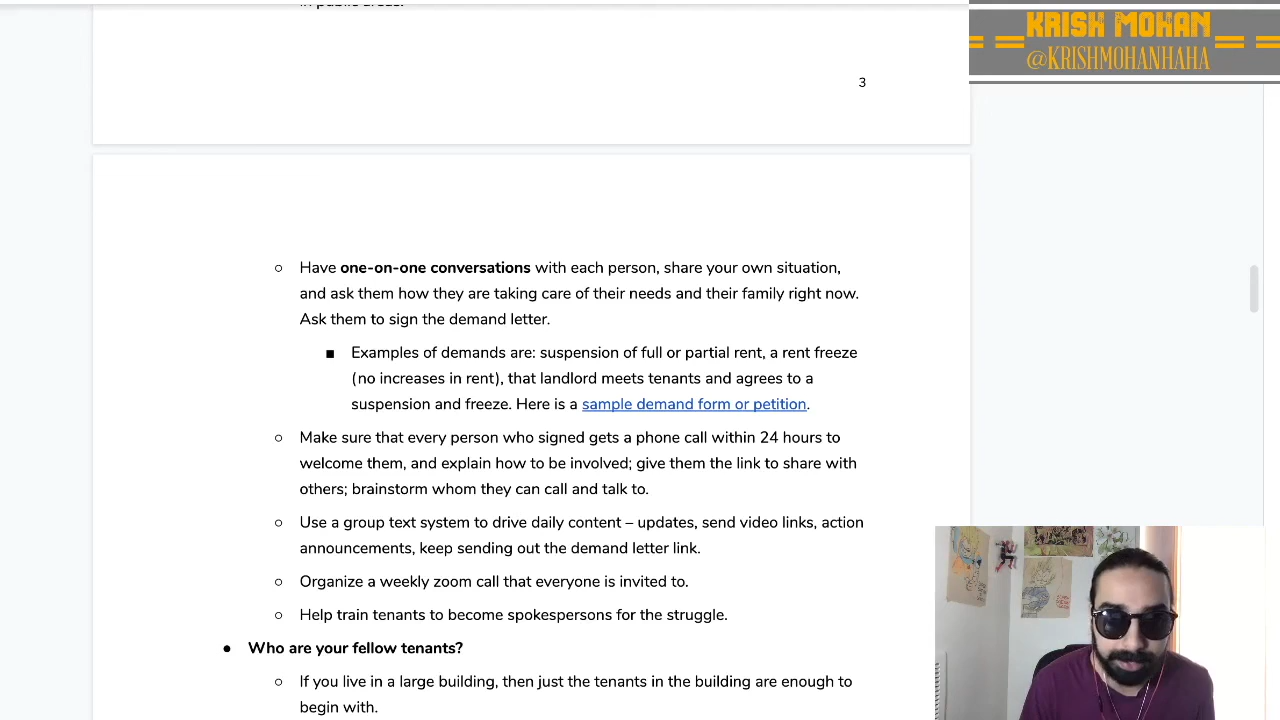 in public areas.
KRISH MOHAN
@KRISHMOHANHAHA
3
○ Have one-on-one conversations with each person, share your own situation,
and ask them how they are taking care of their needs and their family right now.
Ask them to sign the demand letter.
■ Examples of demands are: suspension of full or partial rent, a rent freeze
(no increases in rent), that landlord meets tenants and agrees to a
suspension and freeze. Here is a sample demand form or petition.
○ Make sure that every person who signed gets a phone call within 24 hours to
welcome them, and explain how to be involved; give them the link to share with
others; brainstorm whom they can call and talk to.
○ Use a group text system to drive daily content – updates, send video links, action
announcements, keep sending out the demand letter link.
○ Organize a weekly zoom call that everyone is invited to.
○ Help train tenants to become spokespersons for the struggle.
● Who are your fellow tenants?
○ If you live in a large building, then just the tenants in the building are enough to
begin with.